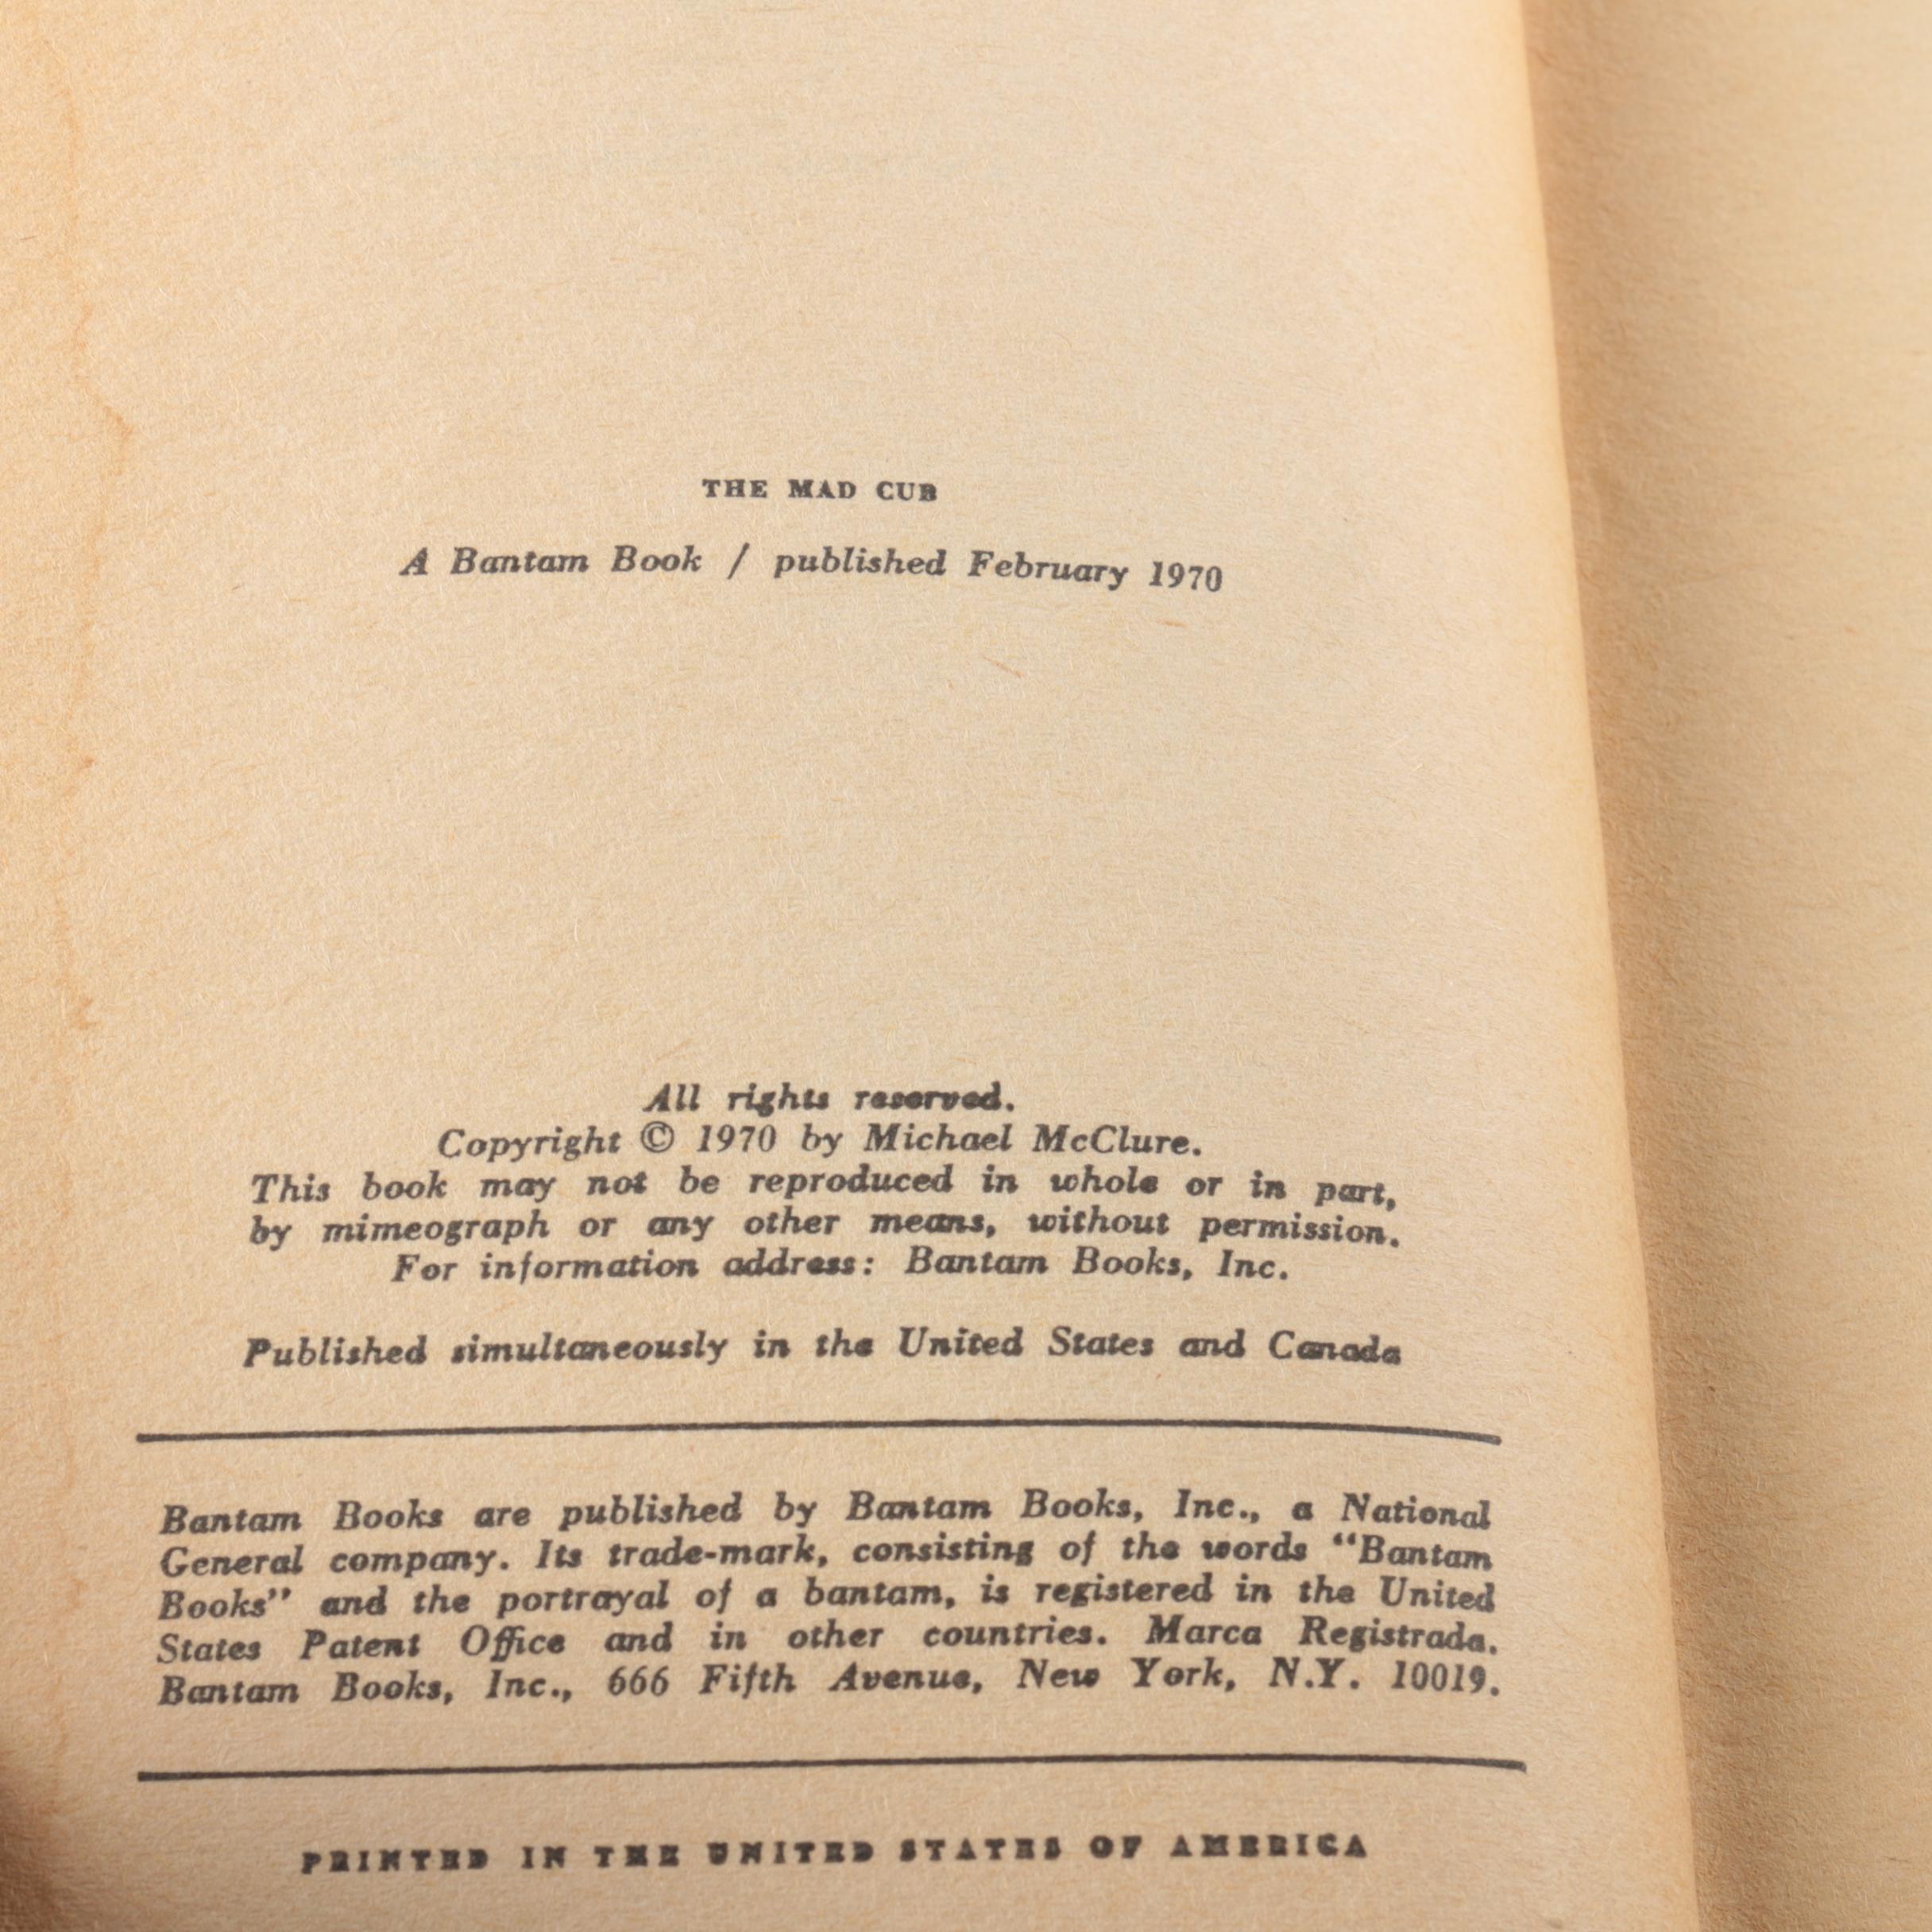 THE MAD CUB
A Bantam Book / published February 1970
All rights reserved.
Copyright © 1970 by Michael McClure.
This book may not be reproduced in whole or in part,
by mimeograph or any other means, without permission.
For information address: Bantam Books, Inc.
Published simultaneously in the United States and Canada
Bantam Books are published by Bantam Books, Inc., a National
General company. Its trade-mark, consisting of the words "Bantam
Books" and the portrayal of a bantam, is registered in the United
States Patent Office and in other countries. Marca Registrada.
Bantam Books, Inc., 666 Fifth Avenue, New York, N.Y. 10019.
PRINTED IN THE UNITED STATES OF AMERICA